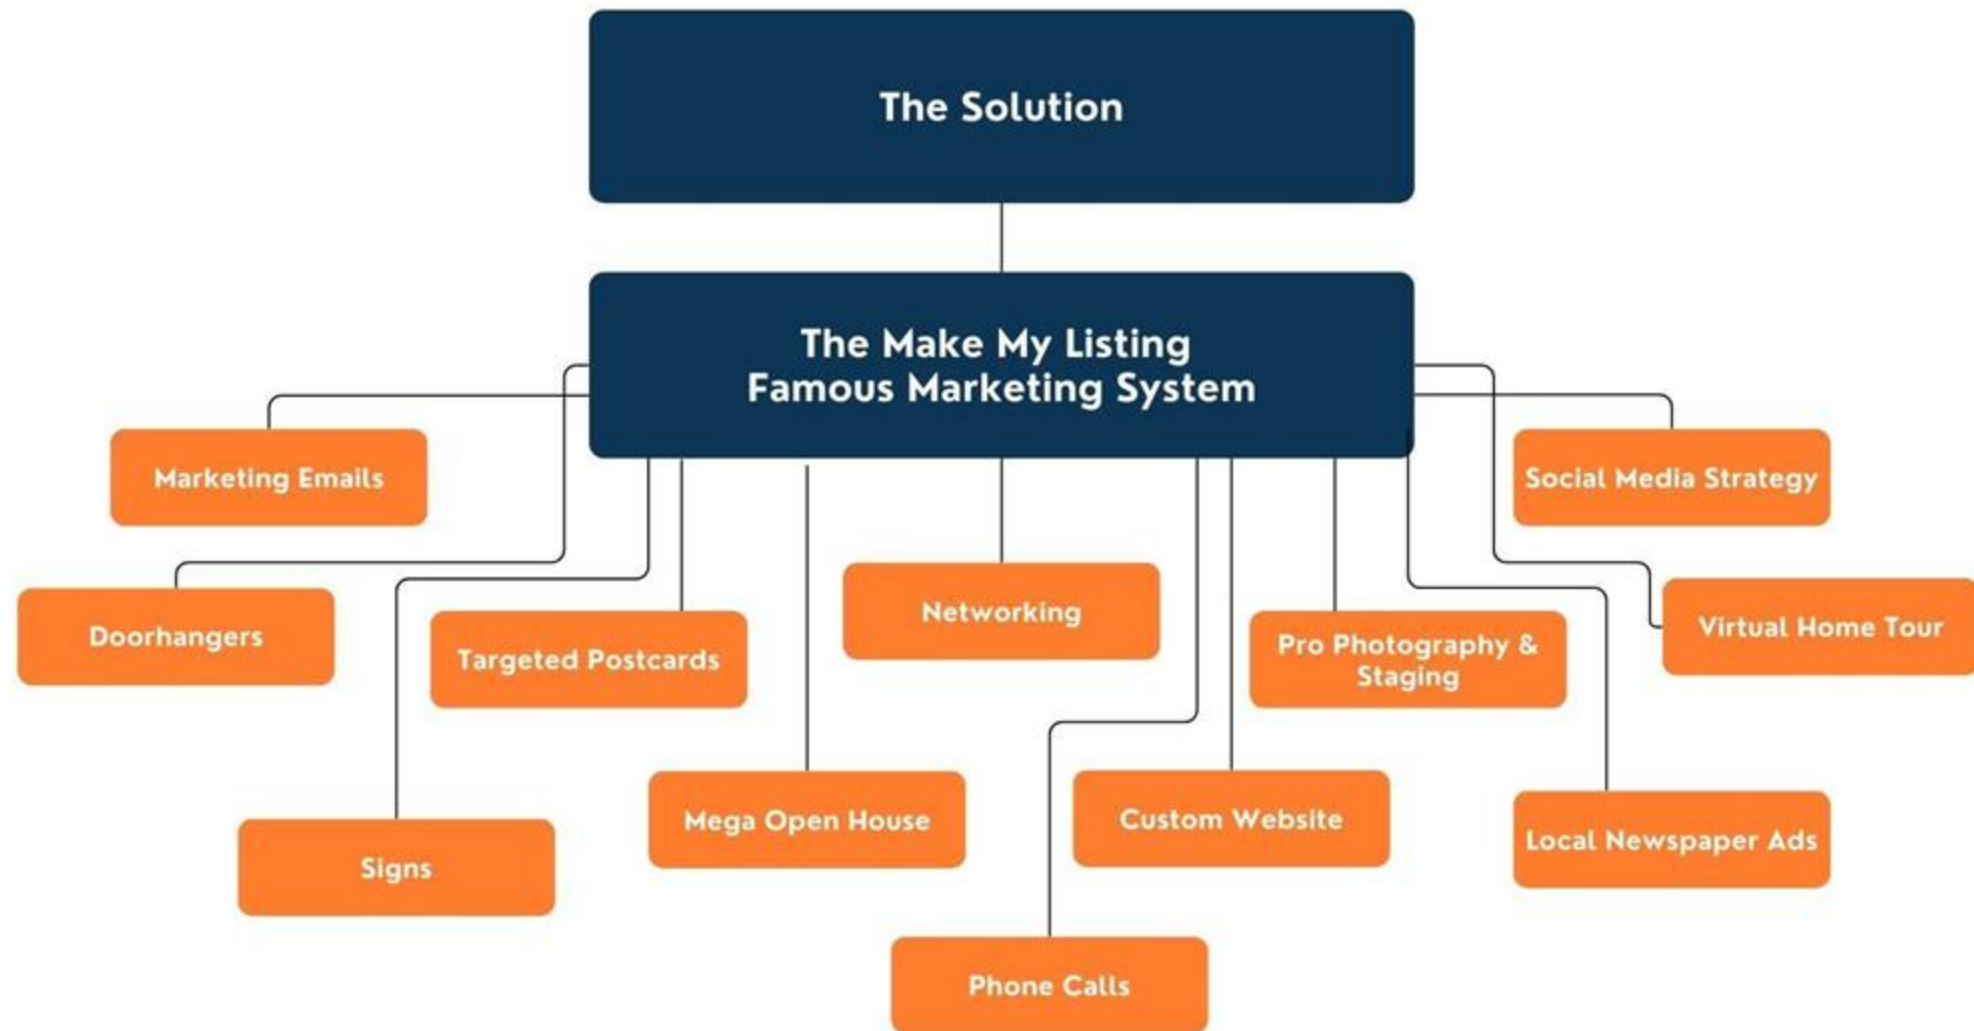 The Solution
The Make My Listing
Famous Marketing System
Marketing Emails
Social Media Strategy
Doorhangers
Targeted Postcards
Networking
Pro Photography &
Staging
Virtual Home Tour
Signs
Mega Open House
Custom Website
Local Newspaper Ads
Phone Calls